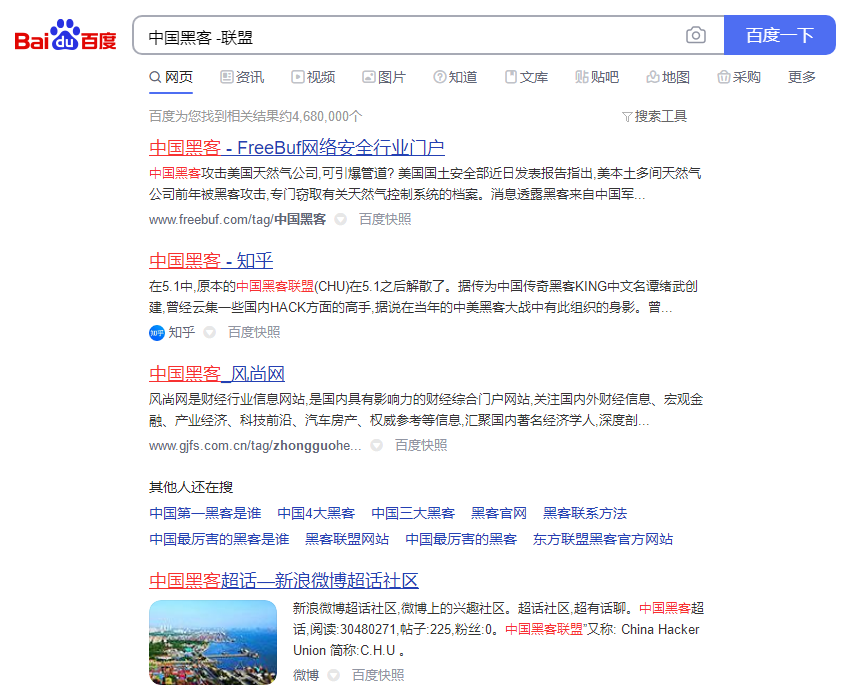 Bai du 百度
中国黑客 -联盟
百度一下
网页 资讯 视频 图片 知道 文库 贴吧 地图 采购 更多
百度为您找到相关结果约4,680,000个 搜索工具
中国黑客 - FreeBuf网络安全行业门户
中国黑客攻击美国天然气公司,可引爆管道? 美国国土安全部近日发表报告指出,美本土多间天然气
公司前年被黑客攻击,专门窃取有关天然气控制系统的档案。消息透露黑客来自中国军...
www.freebuf.com/tag/中国黑客 百度快照
中国黑客 - 知乎
在5.1中,原本的中国黑客联盟(CHU)在5.1之后解散了。据传为中国传奇黑客KING中文名谭绪武创
建,曾经云集一些国内HACK方面的高手,据说在当年的中美黑客大战中有此组织的身影。曾...
知乎 知乎 百度快照
中国黑客_风尚网
风尚网是财经行业信息网站,是国内具有影响力的财经综合门户网站,关注国内外财经信息、宏观金
融、产业经济、科技前沿、汽车房产、权威参考等信息,汇聚国内著名经济学人,深度剖...
www.gjfs.com.cn/tag/zhongguohe... 百度快照
其他人还在搜
中国第一黑客是谁 中国4大黑客 中国三大黑客 黑客官网 黑客联系方法
中国最厉害的黑客是谁 黑客联盟网站 中国最厉害的黑客 东方联盟黑客官方网站
中国黑客超话—新浪微博超话社区
新浪微博超话社区,微博上的兴趣社区。超话社区,超有话聊。中国黑客超
话,阅读:30480271,帖子:225,粉丝:0。中国黑客联盟"又称: China Hacker
Union 简称:C.H.U 。
微博 百度快照